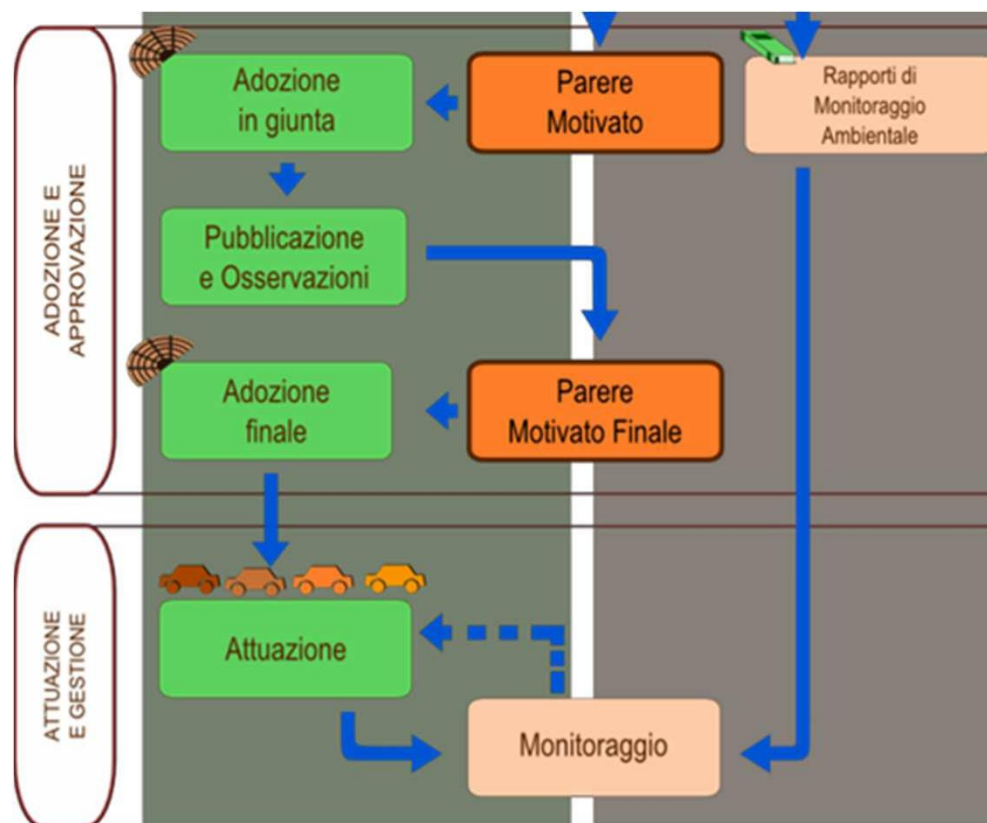 ADOZIONE E
APPROVAZIONE
Adozione
in giunta
Parere
Motivato
Rapporti di
Monitoraggio
Ambientale
Pubblicazione
e Osservazioni
Adozione
finale
Parere
Motivato Finale
ATTUAZIONE
E GESTIONE
Attuazione
Monitoraggio